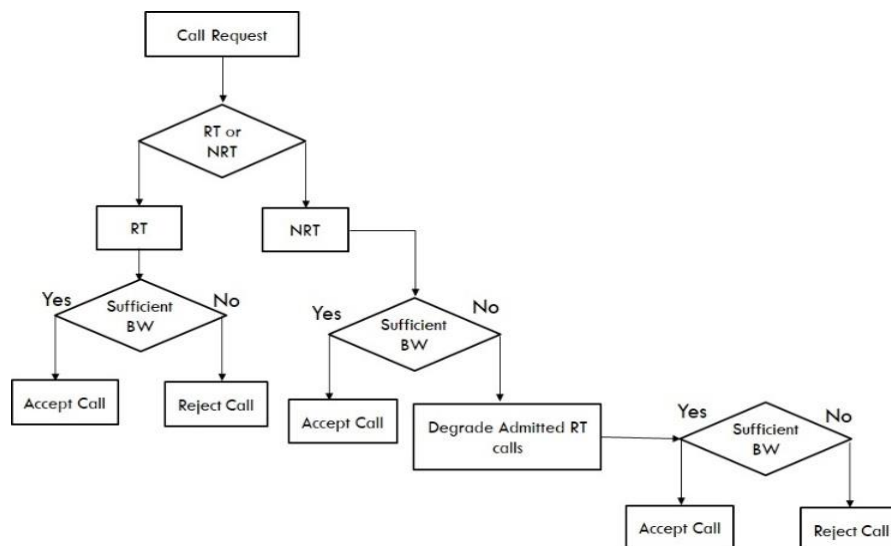 Call Request
RT or
NRT
RT
NRT
Yes
Sufficient
BW
No
Yes
Sufficient
BW
No
Accept Call
Reject Call
Accept Call
Degrade Admitted RT
calls
Yes
Sufficient
BW
No
Accept Call
Reject Call